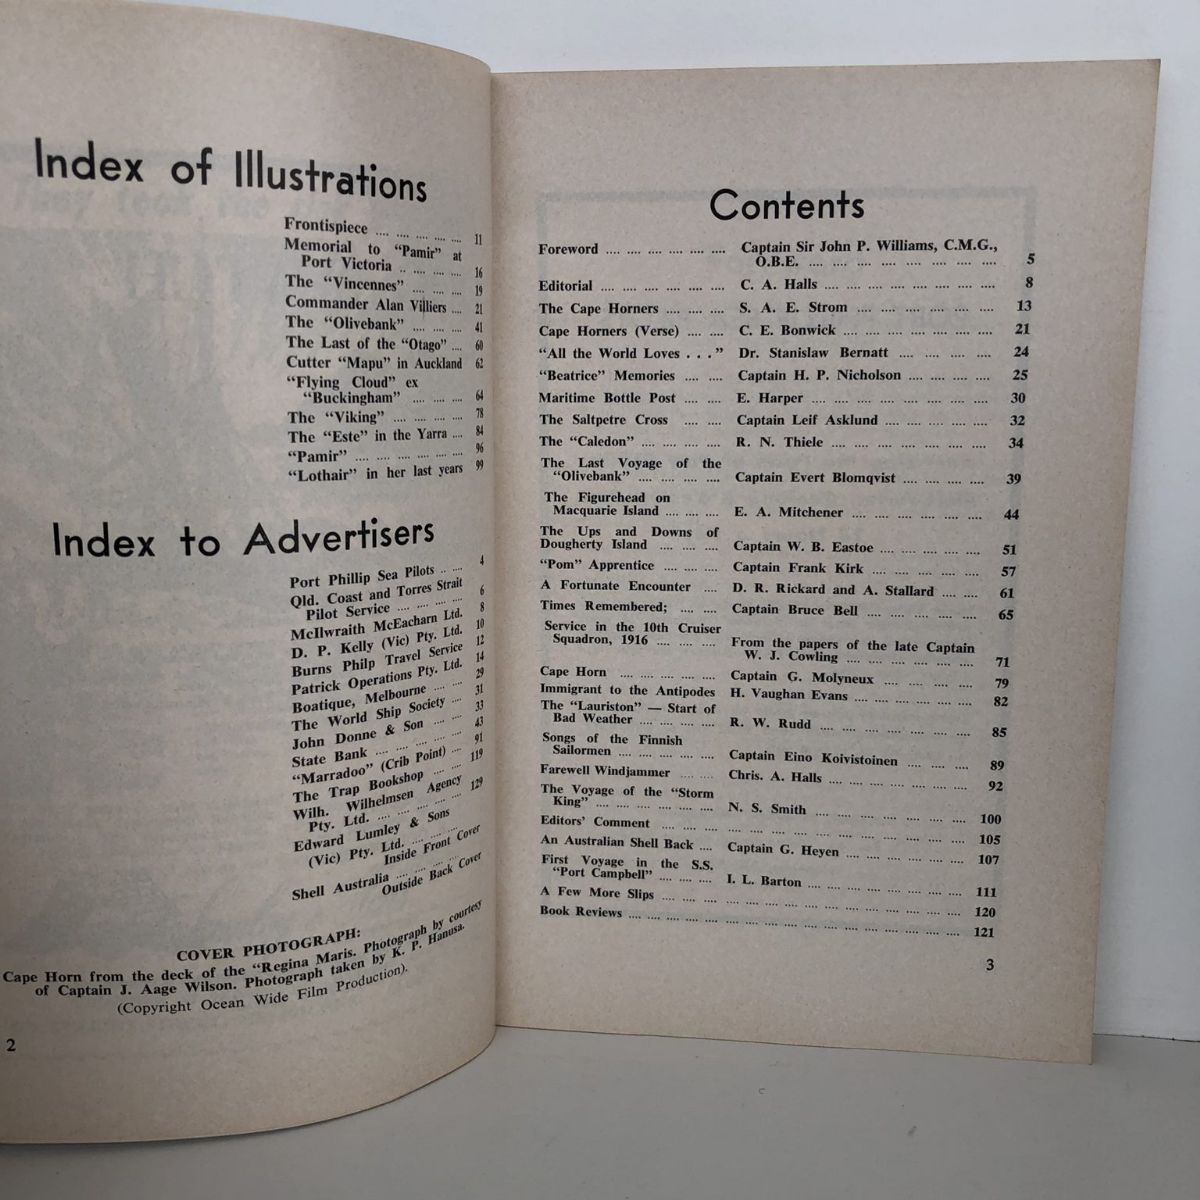 Index of Illustrations
Frontispiece .... .... .... .... .... 11
Memorial to “Pamir” at
Port Victoria .. .... .... .... 16
The “Vincennes” .... .... .... 19
Commander Alan Villiers .... 21
The “Olivebank” .... .... .... 41
The Last of the “Otago” .... 60
Cutter “Mapu” in Auckland 62
“Flying Cloud” ex
“Buckingham” .... .... .... 64
The “Viking” .... .... .... .... 78
The “Este” in the Yarra .... 84
“Pamir” .... .... .... .... .... .... 96
“Lothair” in her last years 99
Index to Advertisers
Port Phillip Sea Pilots .. .... 4
Qld. Coast and Torres Strait
Pilot Service .... .... .... .... 6
McIlwraith McEacharn Ltd. 8
D. P. Kelly (Vic) Pty. Ltd. 10
Burns Philp Travel Service 12
Patrick Operations Pty. Ltd. 14
Boatique, Melbourne .... .... 29
The World Ship Society .... 31
John Donne & Son .... .... 33
State Bank .... .... .... .... .... 43
“Marradoo” (Crib Point) .... 91
The Trap Bookshop .... .... 119
Wilh. Wilhelmsen Agency
Pty. Ltd. .... .... .... .... .... 129
Edward Lumley & Sons
(Vic) Pty. Ltd. .... .... ....
Inside Front Cover
Shell Australia .... .... .... ....
Outside Back Cover
COVER PHOTOGRAPH:
Cape Horn from the deck of the “Regina Maris. Photograph by courtesy
of Captain J. Aage Wilson. Photograph taken by K. P. Hanusa.
(Copyright Ocean Wide Film Production).
2
Contents
Foreword .... .... .... .... .... .... Captain Sir John P. Williams, C.M.G.,
O.B.E. .... .... .... .... .... .... .... 5
Editorial .... .... .... .... .... .... C. A. Halls .... .... .... .... .... .... .... 8
The Cape Horners .... .... .... S. A. E. Strom .... .... .... .... .... .... 13
Cape Horners (Verse) .... .... C. E. Bonwick .... .... .... .... .... .... 21
“All the World Loves . . . ” Dr. Stanislaw Bernatt .... .... .... .... 24
“Beatrice” Memories .... .... Captain H. P. Nicholson .... .... .... .... 25
Maritime Bottle Post .... .... E. Harper .... .... .... .... .... .... .... 30
The Saltpetre Cross .... .... Captain Leif Asklund .... .... .... .... 32
The “Caledon” .... .... .... .... R. N. Thiele .... .... .... .... .... .... 34
The Last Voyage of the
“Olivebank” .... .... .... .... Captain Evert Blomqvist .... .... .... .... 39
The Figurehead on
Macquarie Island .... .... .... E. A. Mitchener .... .... .... .... .... .... 44
The Ups and Downs of
Dougherty Island .... .... .... Captain W. B. Eastoe .... .... .... .... 51
“Pom” Apprentice .... .... .... Captain Frank Kirk .... .... .... .... .... 57
A Fortunate Encounter .... D. R. Rickard and A. Stallard .... .... 61
Times Remembered; .... .... Captain Bruce Bell .... .... .... .... .... 65
Service in the 10th Cruiser
Squadron, 1916 .... .... .... From the papers of the late Captain
W. J. Cowling .... .... .... .... .... .... 71
Cape Horn .... .... .... .... .... Captain G. Molyneux .... .... .... .... .... 79
Immigrant to the Antipodes H. Vaughan Evans .... .... .... .... .... 82
The “Lauriston” — Start of
Bad Weather .... .... .... .... R. W. Rudd .... .... .... .... .... .... .... 85
Songs of the Finnish
Sailormen .... .... .... .... .... Captain Eino Koivistoinen .... .... .... 89
Farewell Windjammer .... .... Chris. A. Halls .... .... .... .... .... .... 92
The Voyage of the “Storm
King” .... .... .... .... .... .... N. S. Smith .... .... .... .... .... .... .... 100
Editors’ Comment .... .... .... .... .... .... .... .... .... .... .... .... .... .... 105
An Australian Shell Back .... Captain G. Heyen .... .... .... .... .... 107
First Voyage in the S.S.
“Port Campbell” .... .... .... I. L. Barton .... .... .... .... .... .... .... 111
A Few More Slips .... .... .... .... .... .... .... .... .... .... .... .... .... .... 120
Book Reviews .... .... .... .... .... .... .... .... .... .... .... .... .... .... .... 121
3